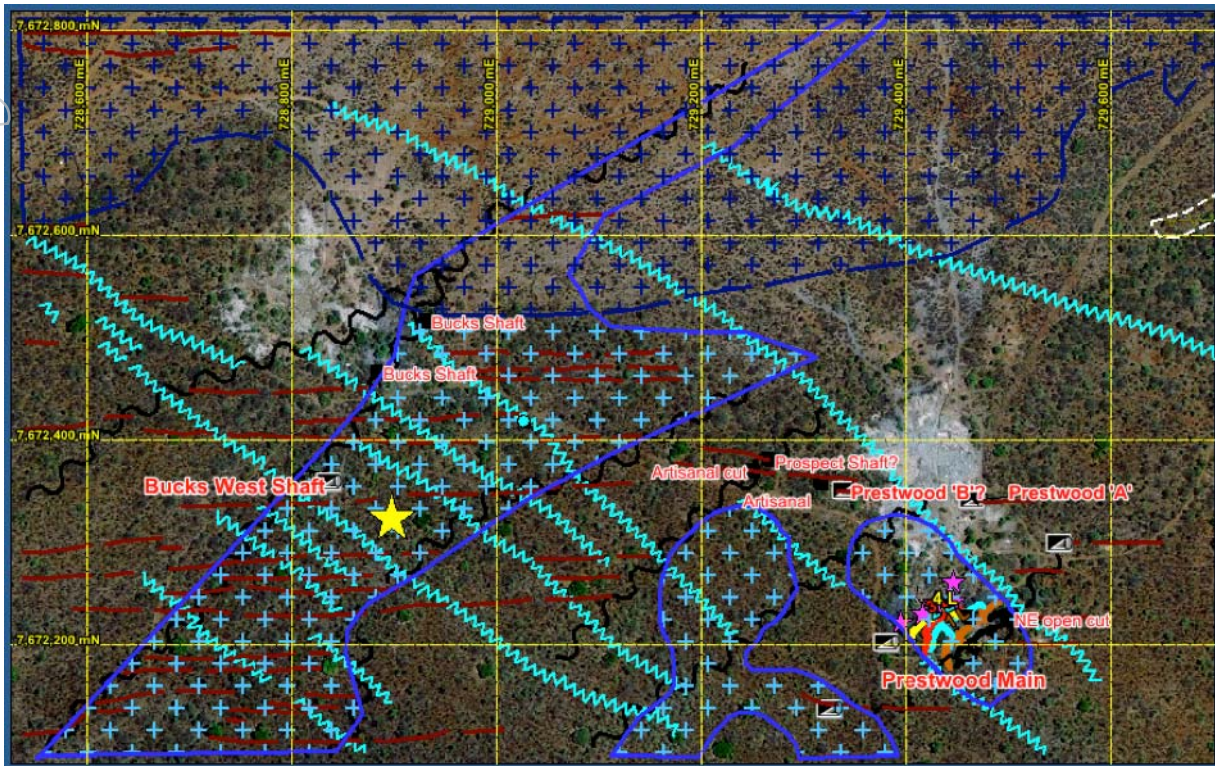 7,672,800 mN
728,600 mE
728,800 mE
729,000 mE
729,200 mE
729,400 mE
729,600 mE
7,672,600 mN
Bucks Shaft
Bucks Shaft
7,672,400 mN
Artisanal cut
Prospect Shaft?
Bucks West Shaft
Artisanal
Prestwood 'B'?
Prestwood 'A'
NE open cut
7,672,200 mN
Prestwood Main